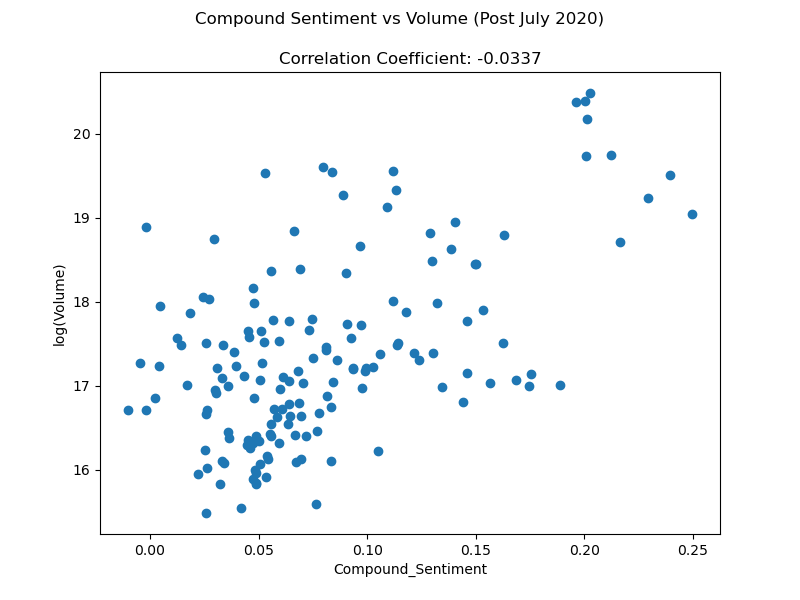 Compound Sentiment vs Volume (Post July 2020)
Correlation Coefficient: -0.0337
log(Volume)
20
19
18
17
16
0.00 0.05 0.10 0.15 0.20 0.25
Compound_Sentiment